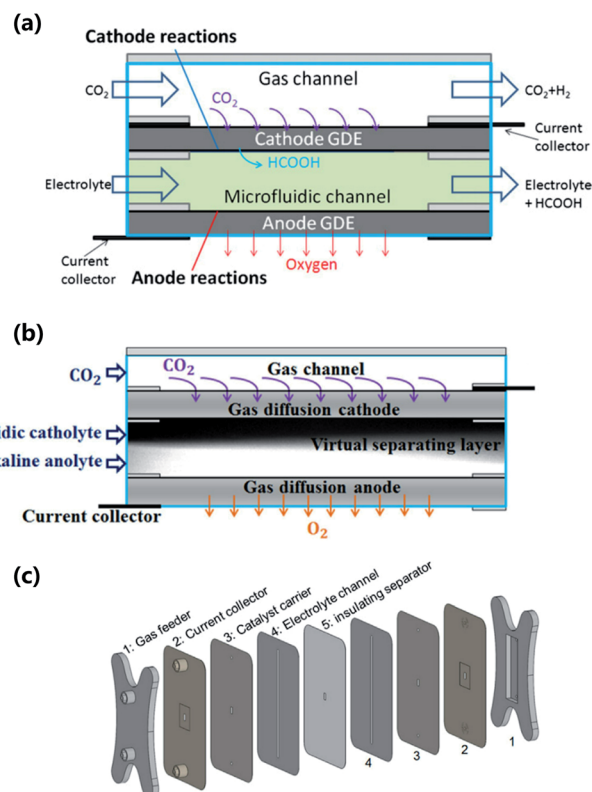 (a)
Cathode reactions
Gas channel
CO₂
CO₂+H₂
CO₂
Cathode GDE
Current
collector
HCOOH
Electrolyte
Microfluidic channel
Electrolyte
+ HCOOH
Anode GDE
Current
collector
Anode reactions
Oxygen
(b)
CO₂
Gas channel
CO₂
Gas diffusion cathode
idic catholyte
Virtual separating layer
kaline anolyte
Gas diffusion anode
Current collector
O₂
(c)
1: Gas feeder
2: Current collector
3: Catalyst carrier
4: Electrolyte channel
5: insulating separator
4
3
2
1